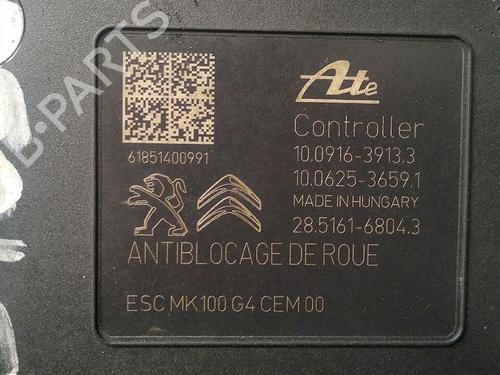 Ate
Controller
10.0916-3913.3
10.0625-3659.1
MADE IN HUNGARY
28.5161-6804.3
61851400991
ANTIBLOCAGE DE ROUE
ESC MK100 G4 CEM 00
B-PARTS